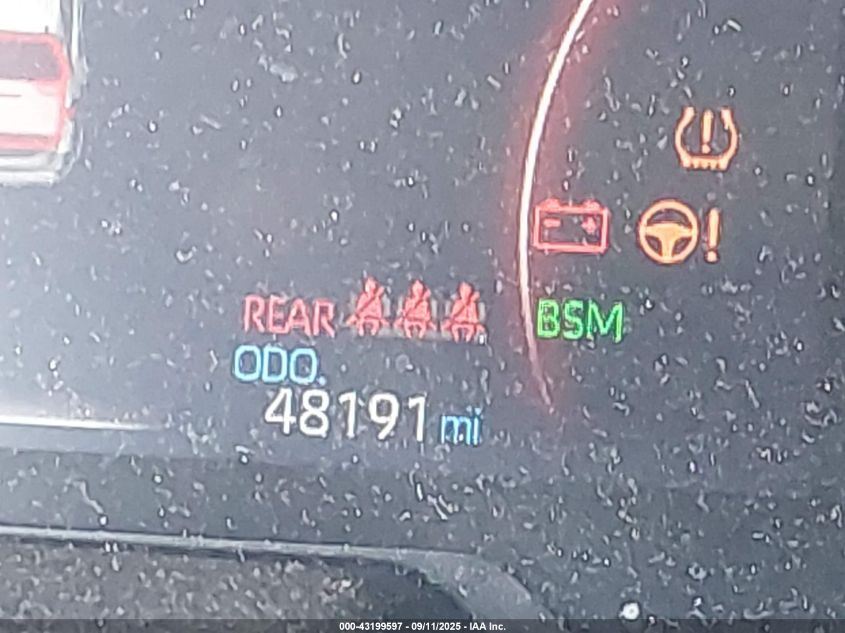 REAR
BSM
ODO.
48191 mi
000-43199597 - 09/11/2025 - IAA Inc.